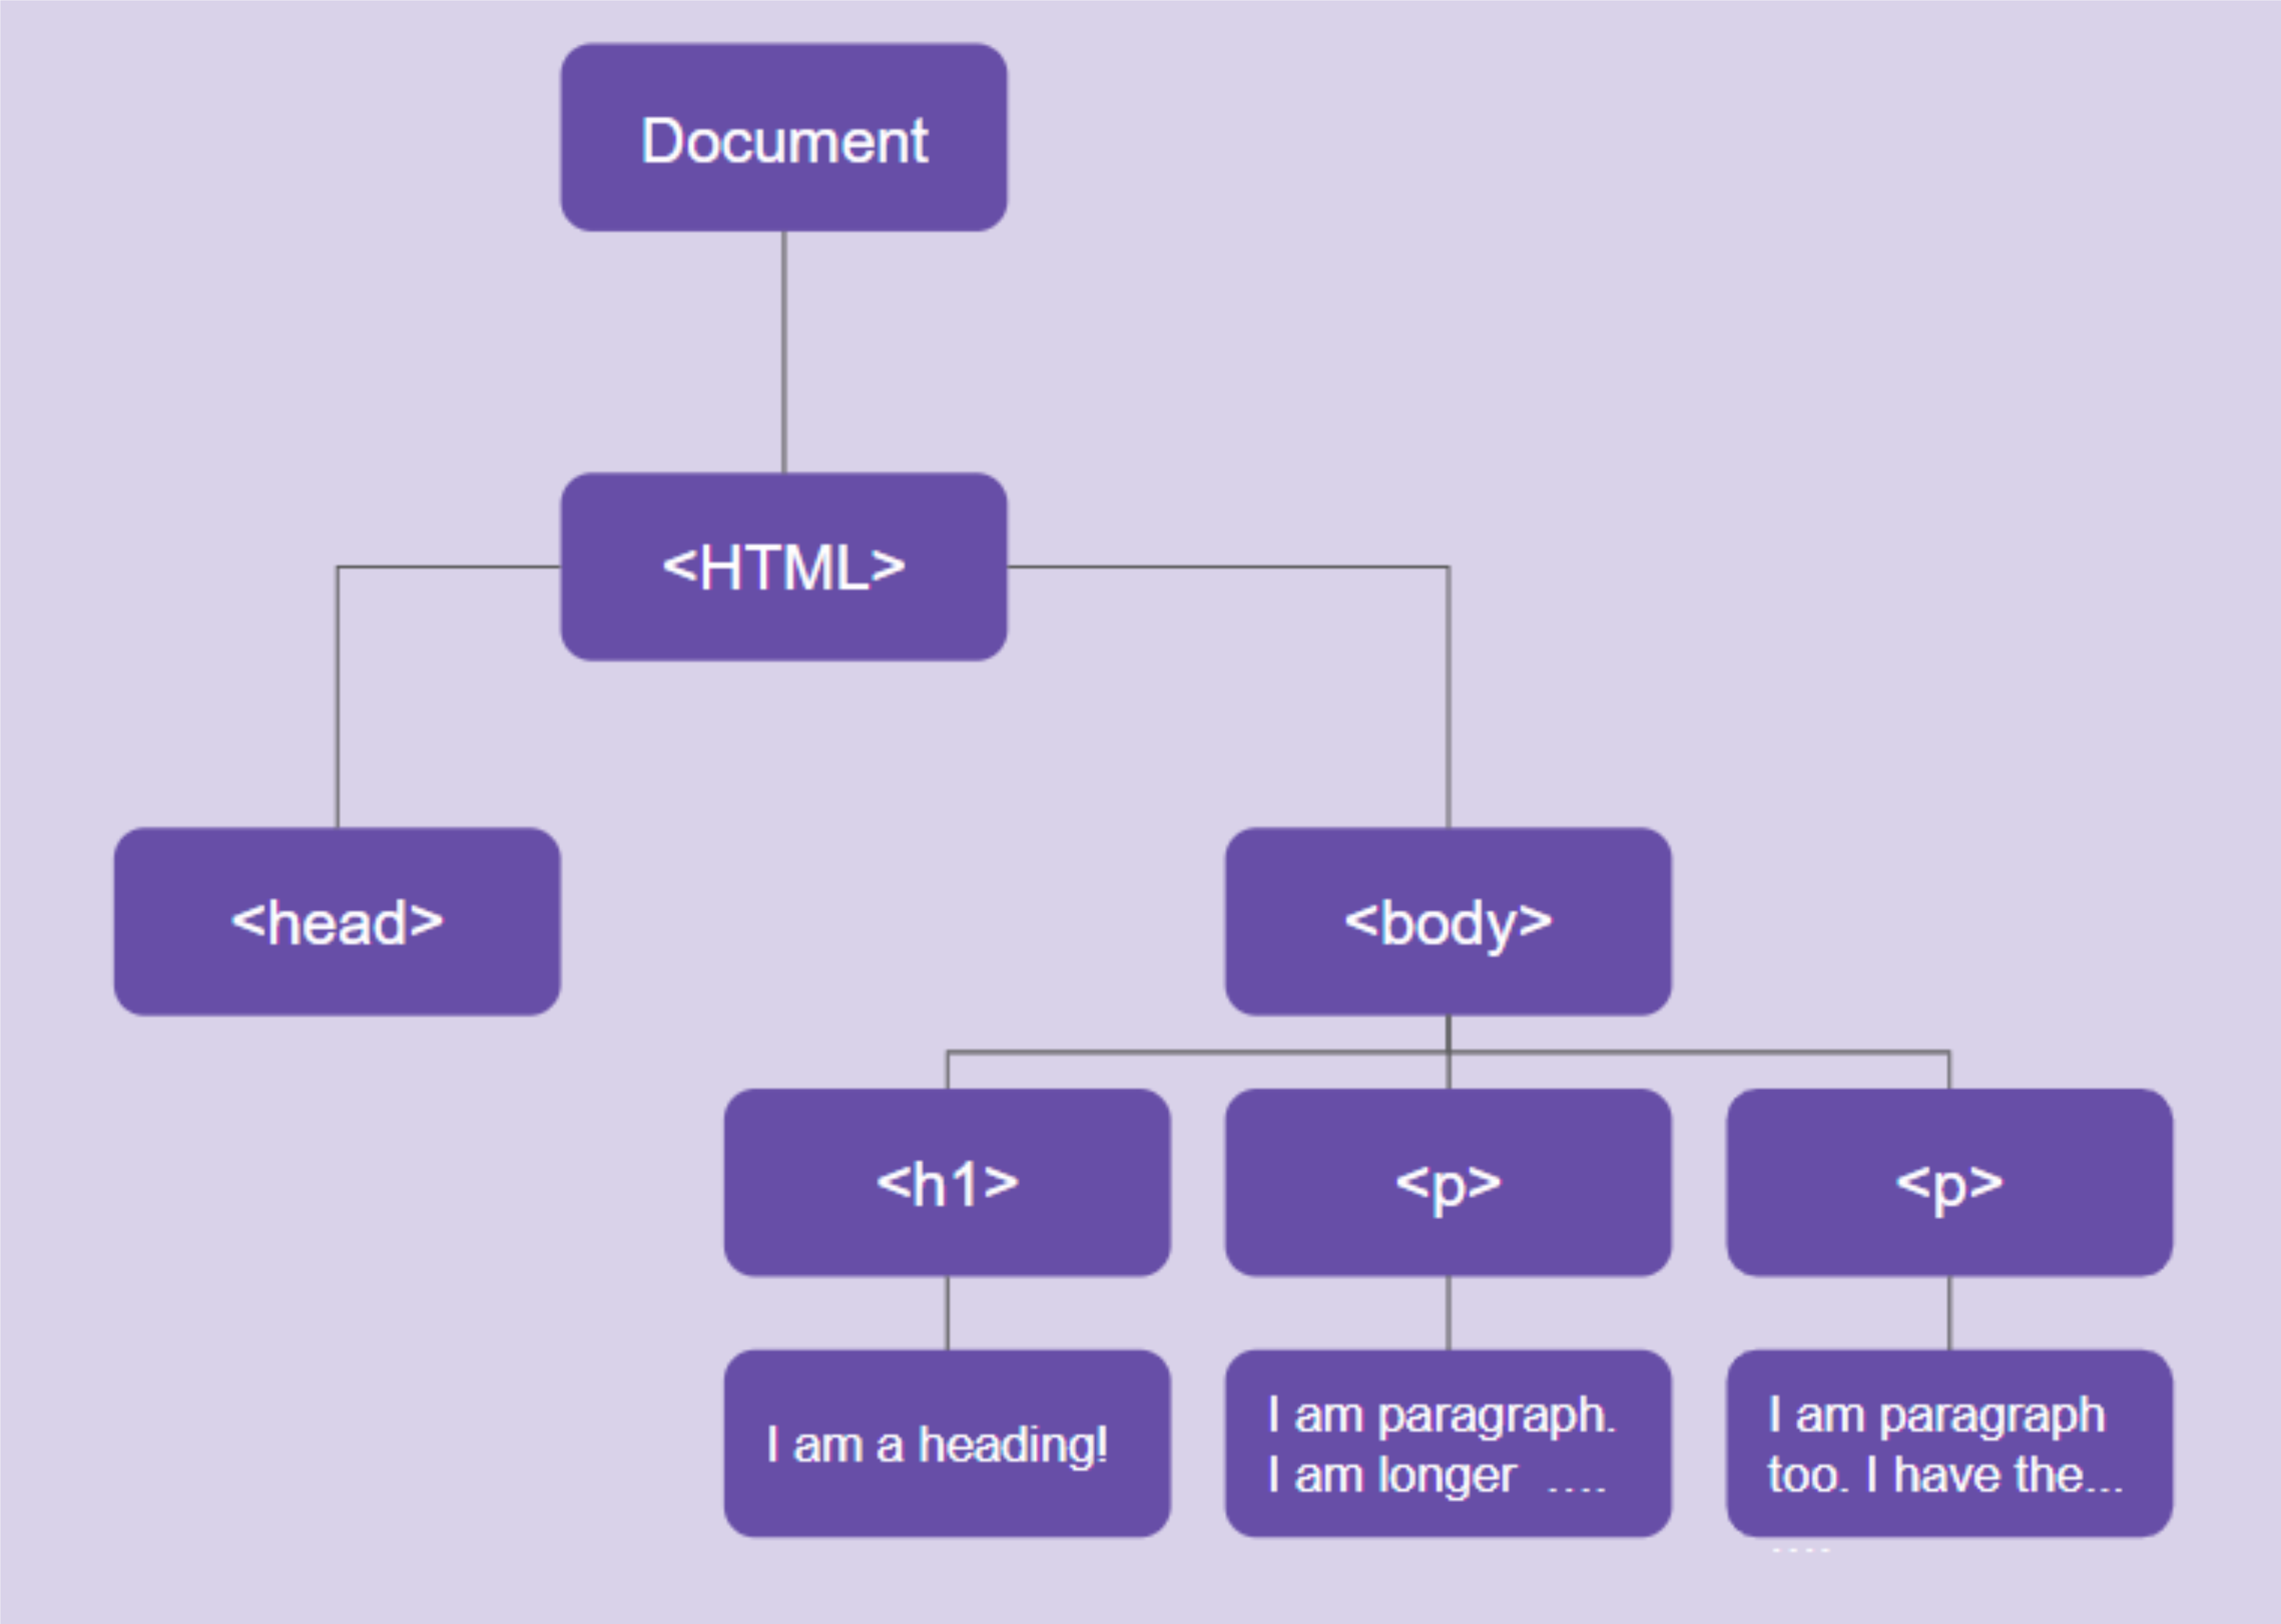 Document
<HTML>
<head>
<body>
<h1>
<p>
<p>
I am a heading!
I am paragraph.
I am longer ....
I am paragraph
too. I have the...
....